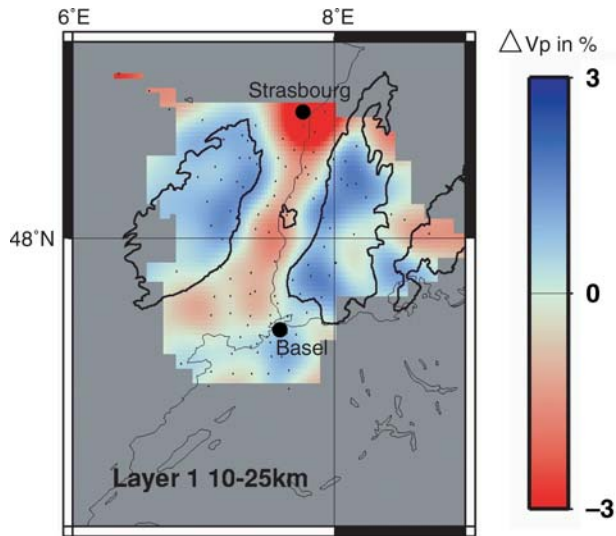 6°E 8°E
△ Vp in %
3
Strasbourg
48°N
0
Basel
Layer 1 10-25km
−3